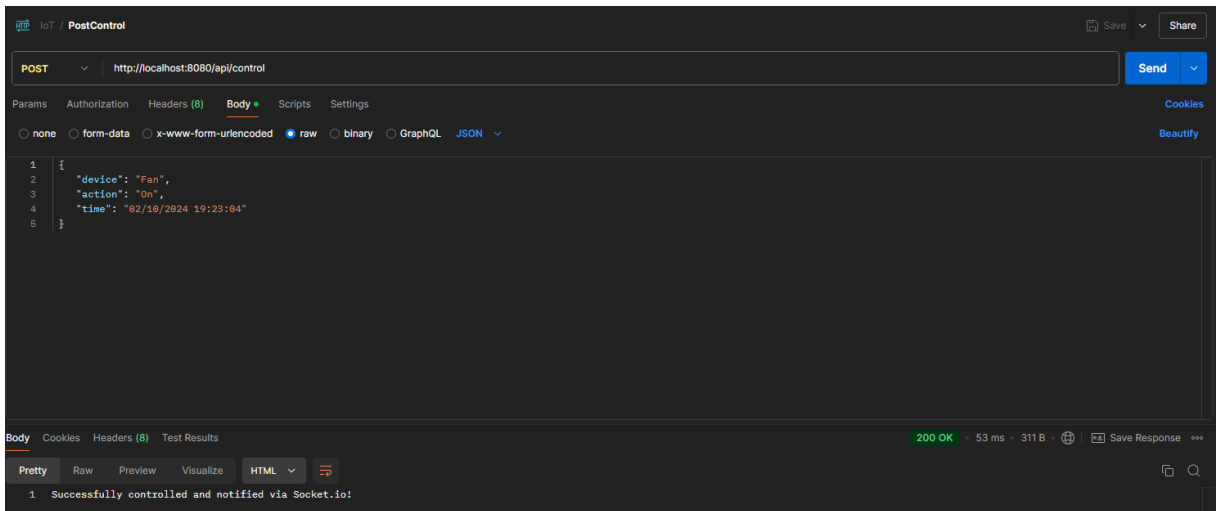 HTTP IoT / PostControl Save Share
POST http://localhost:8080/api/control Send
Params Authorization Headers (8) Body Scripts Settings Cookies
none form-data x-www-form-urlencoded raw binary GraphQL JSON Beautify
1 {
2 "device": "Fan",
3 "action": "On",
4 "time": "02/10/2024 19:23:04"
5 }
Body Cookies Headers (8) Test Results 200 OK 53 ms 311 B Save Response
Pretty Raw Preview Visualize HTML
1 Successfully controlled and notified via Socket.io!